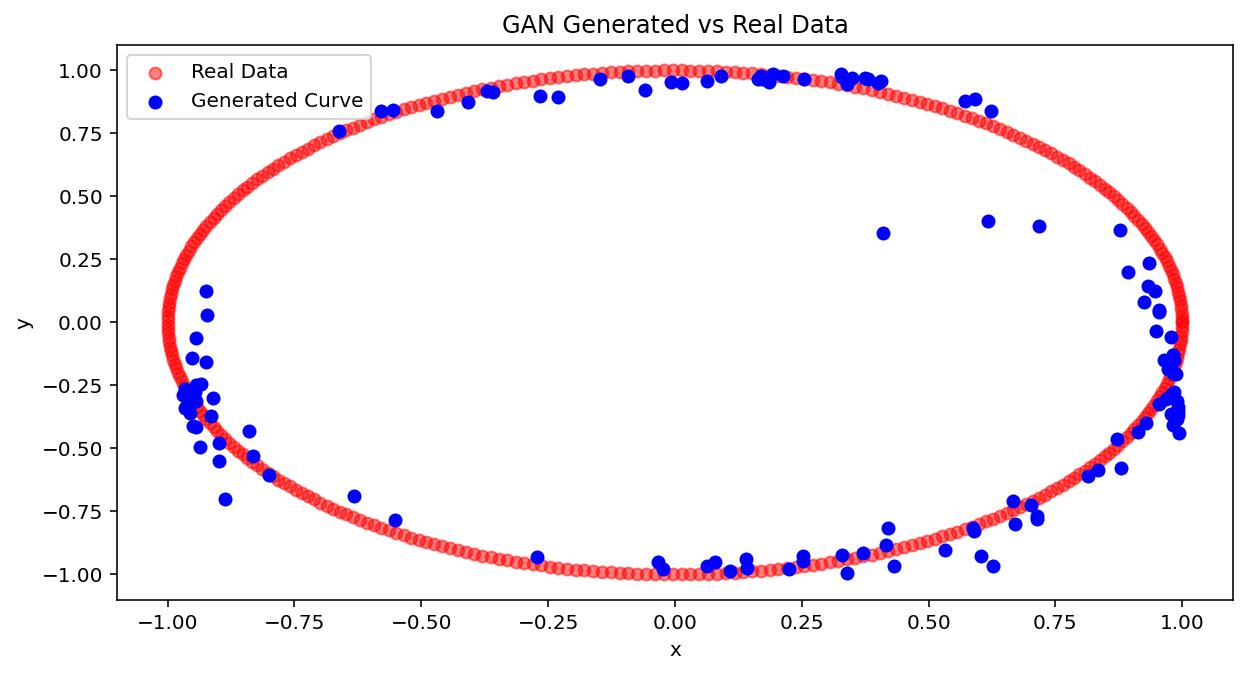 GAN Generated vs Real Data
Real Data
Generated Curve
1.00
0.75
0.50
0.25
0.00
−0.25
−0.50
−0.75
−1.00
y
−1.00 −0.75 −0.50 −0.25 0.00 0.25 0.50 0.75 1.00
x